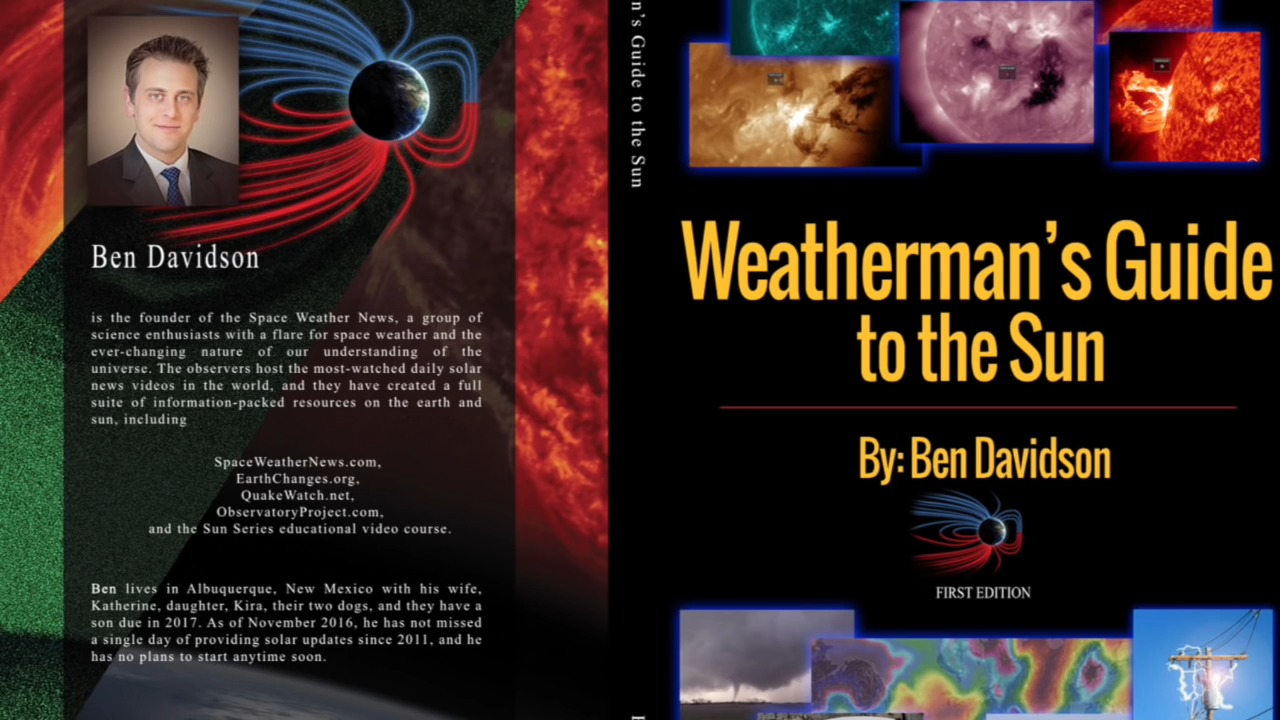 Ben Davidson
is the founder of the Space Weather News, a group of
science enthusiasts with a flare for space weather and the
ever-changing nature of our understanding of the
universe. The observers host the most-watched daily solar
news videos in the world, and they have created a full
suite of information-packed resources on the earth and
sun, including
SpaceWeatherNews.com,
EarthChanges.org,
QuakeWatch.net,
ObservatoryProject.com,
and the Sun Series educational video course.
Ben lives in Albuquerque, New Mexico with his wife,
Katherine, daughter, Kira, their two dogs, and they have a
son due in 2017. As of November 2016, he has not missed
a single day of providing solar updates since 2011, and he
has no plans to start anytime soon.
n's Guide to the Sun
Weatherman's Guide
to the Sun
By: Ben Davidson
FIRST EDITION